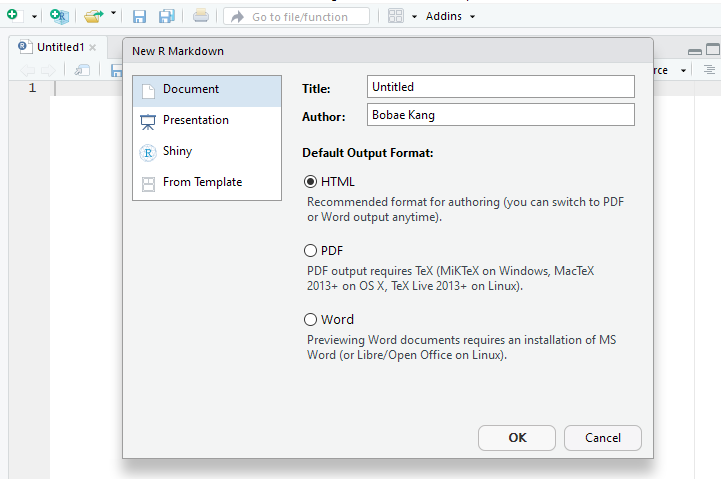 Go to file/function
Addins
Untitled1
rce
1
New R Markdown
Document
Presentation
Shiny
From Template
Title:
Untitled
Author:
Bobae Kang
Default Output Format:
HTML
Recommended format for authoring (you can switch to PDF
or Word output anytime).
PDF
PDF output requires TeX (MiKTeX on Windows, MacTeX
2013+ on OS X, TeX Live 2013+ on Linux).
Word
Previewing Word documents requires an installation of MS
Word (or Libre/Open Office on Linux).
OK
Cancel